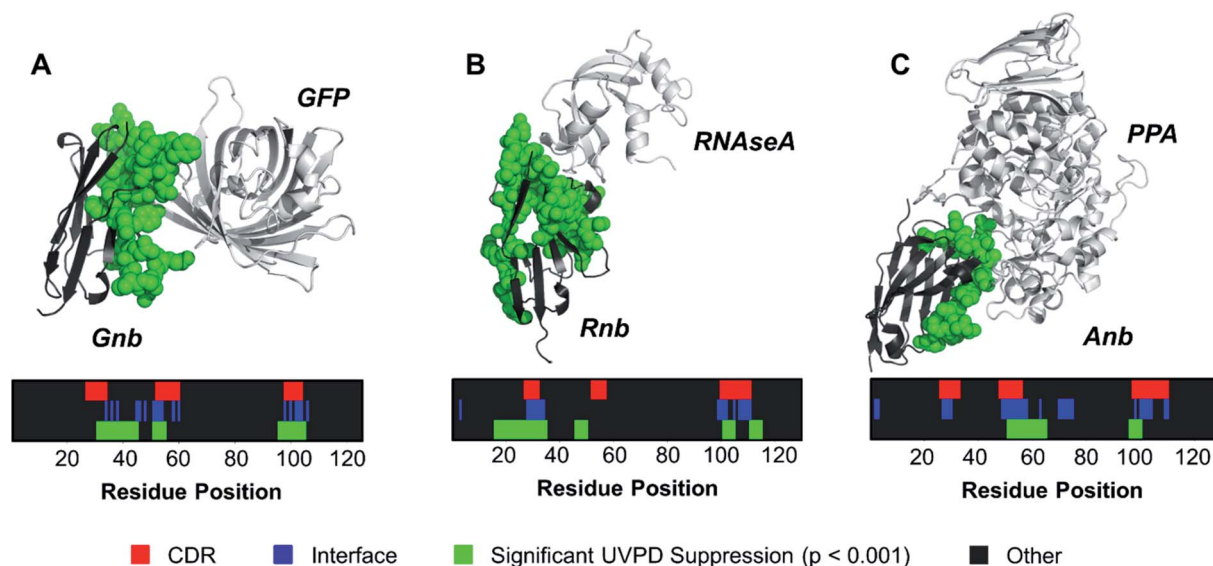 A
GFP
Gnb
20 40 60 80 100 120
Residue Position
B
RNAseA
Rnb
20 40 60 80 100 120
Residue Position
C
PPA
Anb
20 40 60 80 100 120
Residue Position
CDR
Interface
Significant UVPD Suppression (p < 0.001)
Other